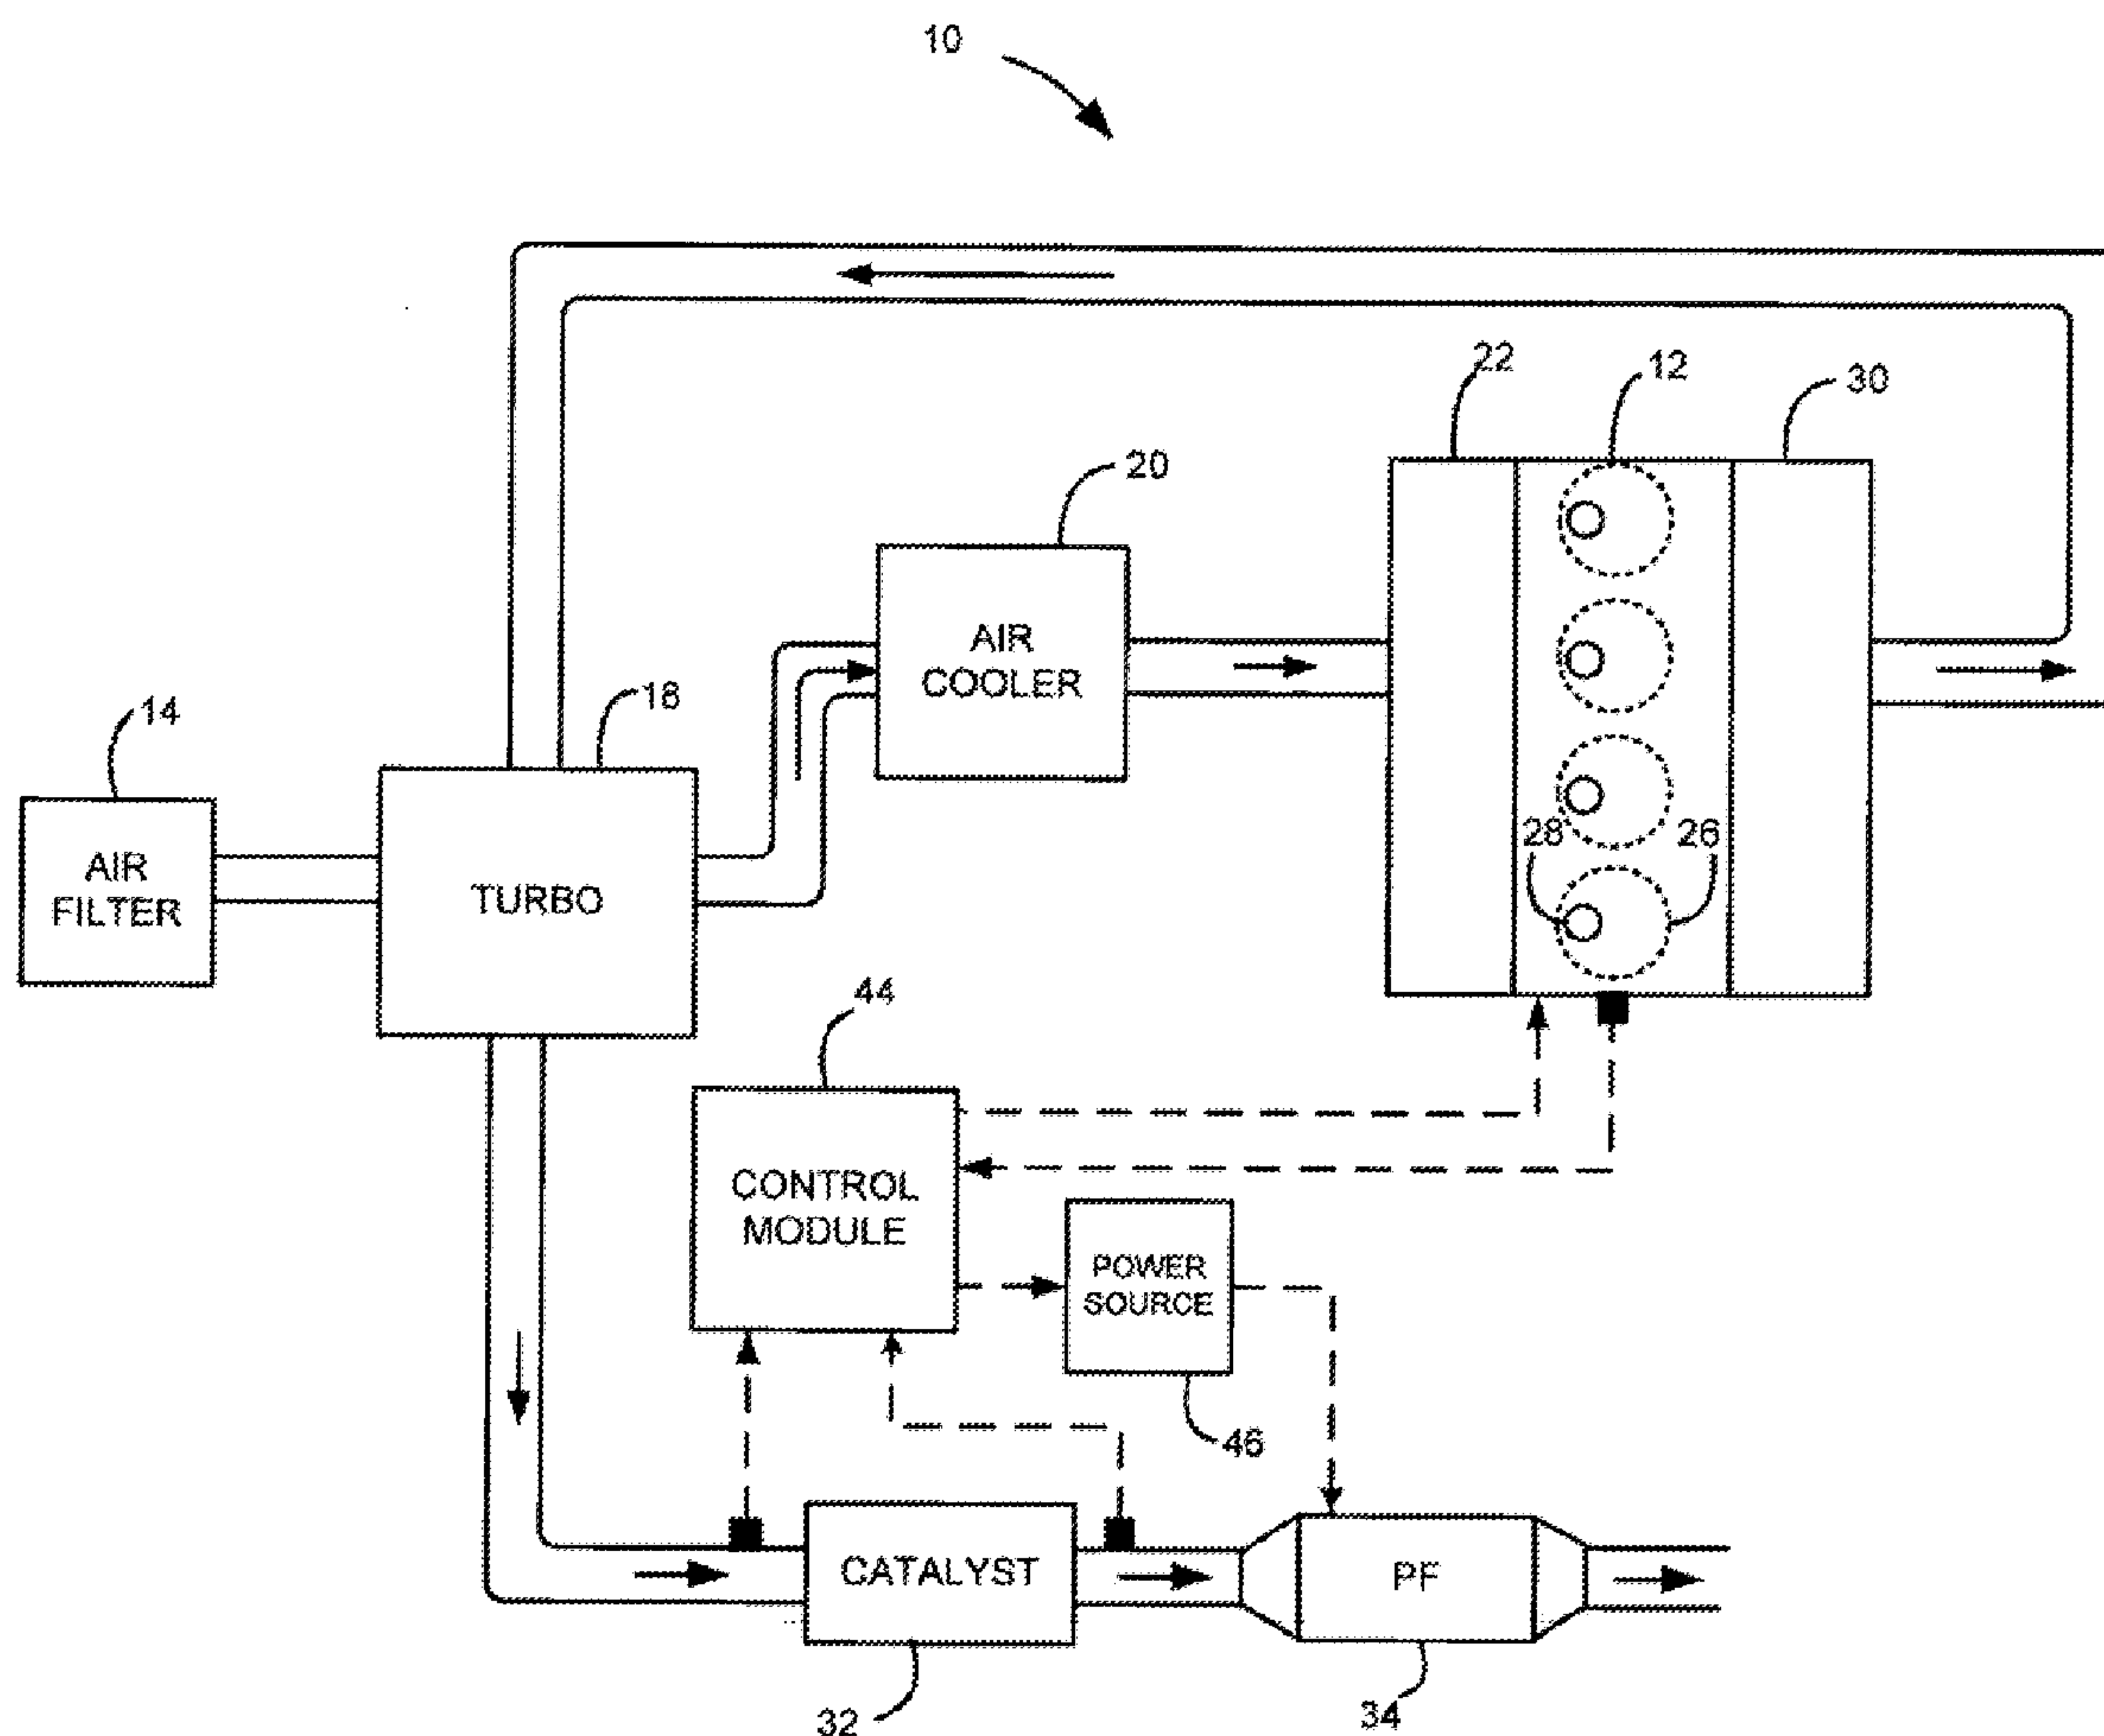 10
22
12
30
20
AIR
COOLER
14
18
28
26
AIR
FILTER
TURBO
44
CONTROL
MODULE
POWER
SOURCE
46
CATALYST
PF
32
34